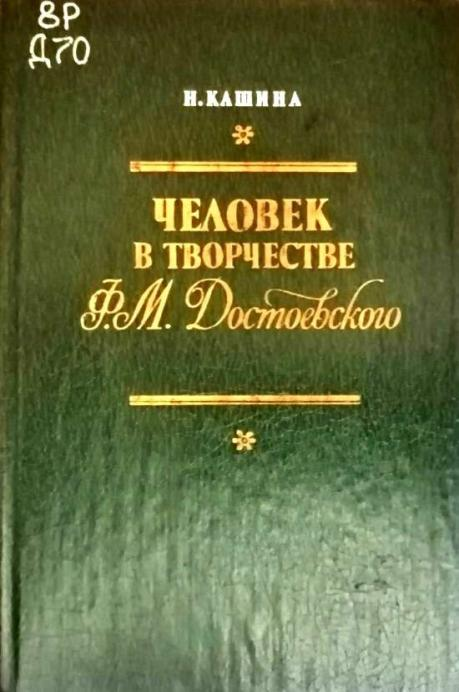 8Р
Д70
Н. КАШИНА
ЧЕЛОВЕК
В ТВОРЧЕСТВЕ
Ф.М. Достоевского